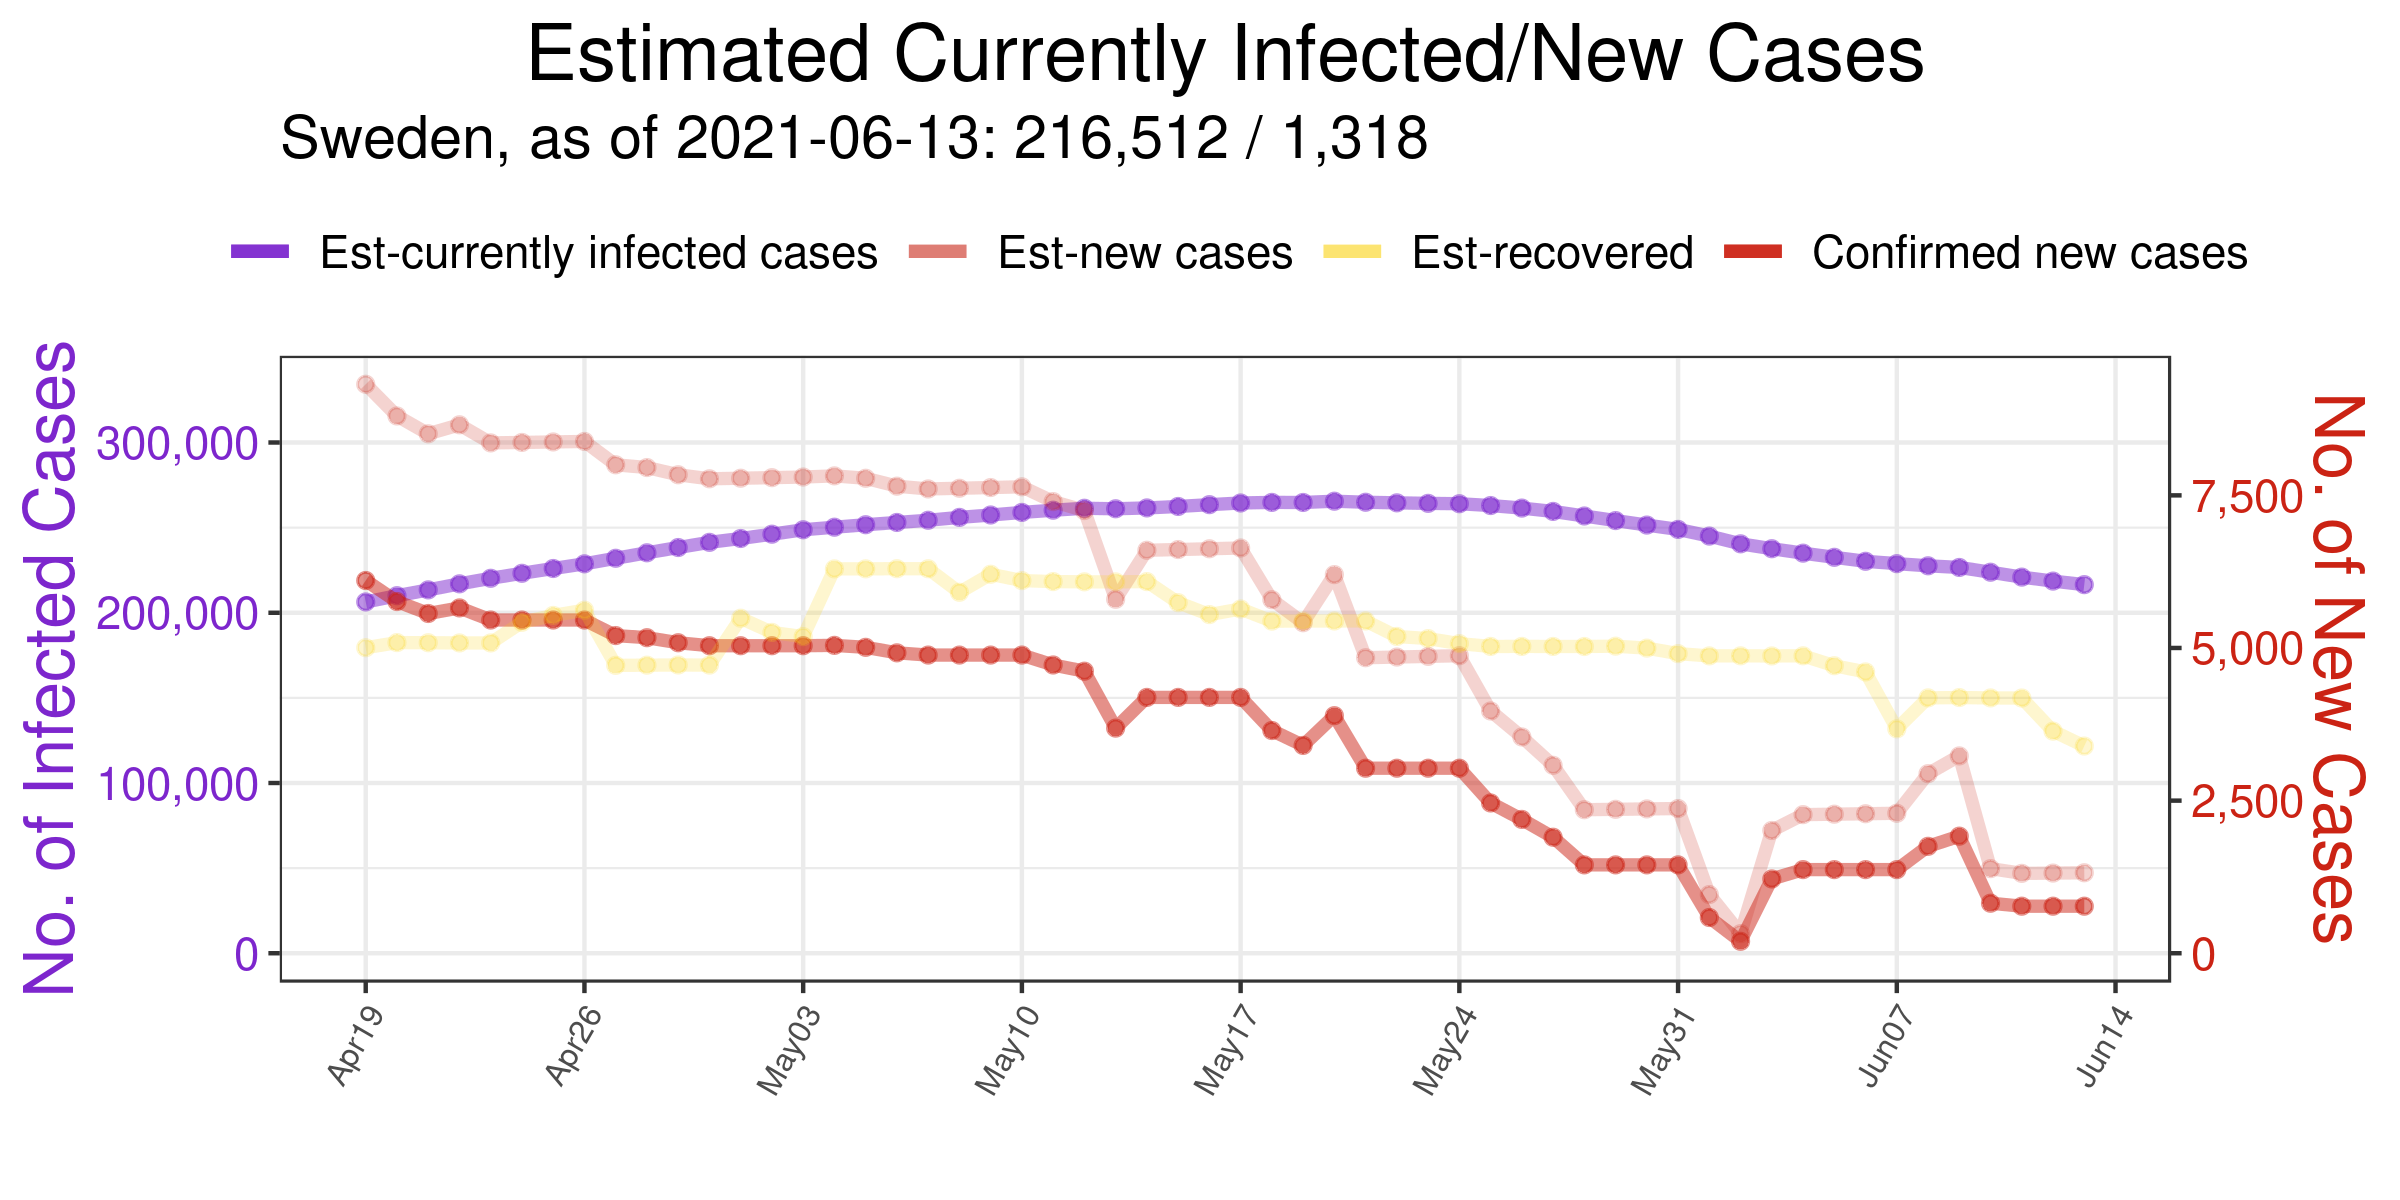 Estimated Currently Infected/New Cases
Sweden, as of 2021-06-13: 216,512 / 1,318
Est-currently infected cases Est-new cases Est-recovered Confirmed new cases
No. of Infected Cases
300,000
200,000
100,000
0
7,500
5,000
2,500
0
No. of New Cases
Apr19 Apr26 May03 May10 May17 May24 May31 Jun07 Jun14